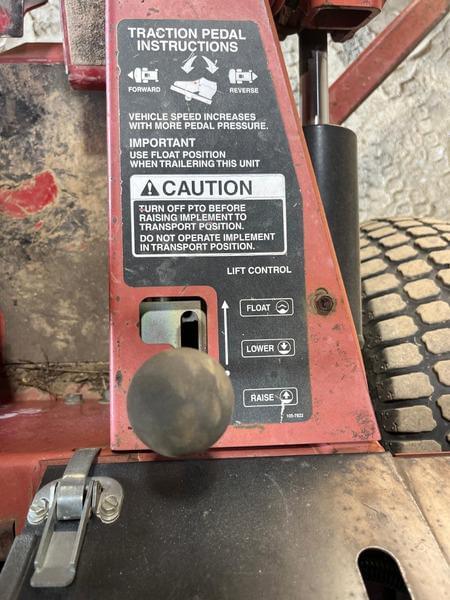 TRACTION PEDAL
INSTRUCTIONS
FORWARD
REVERSE
VEHICLE SPEED INCREASES
WITH MORE PEDAL PRESSURE.
IMPORTANT
USE FLOAT POSITION
WHEN TRAILERING THIS UNIT
CAUTION
TURN OFF PTO BEFORE
RAISING IMPLEMENT TO
TRANSPORT POSITION.
DO NOT OPERATE IMPLEMENT
IN TRANSPORT POSITION.
LIFT CONTROL
FLOAT
LOWER
RAISE
105-7822